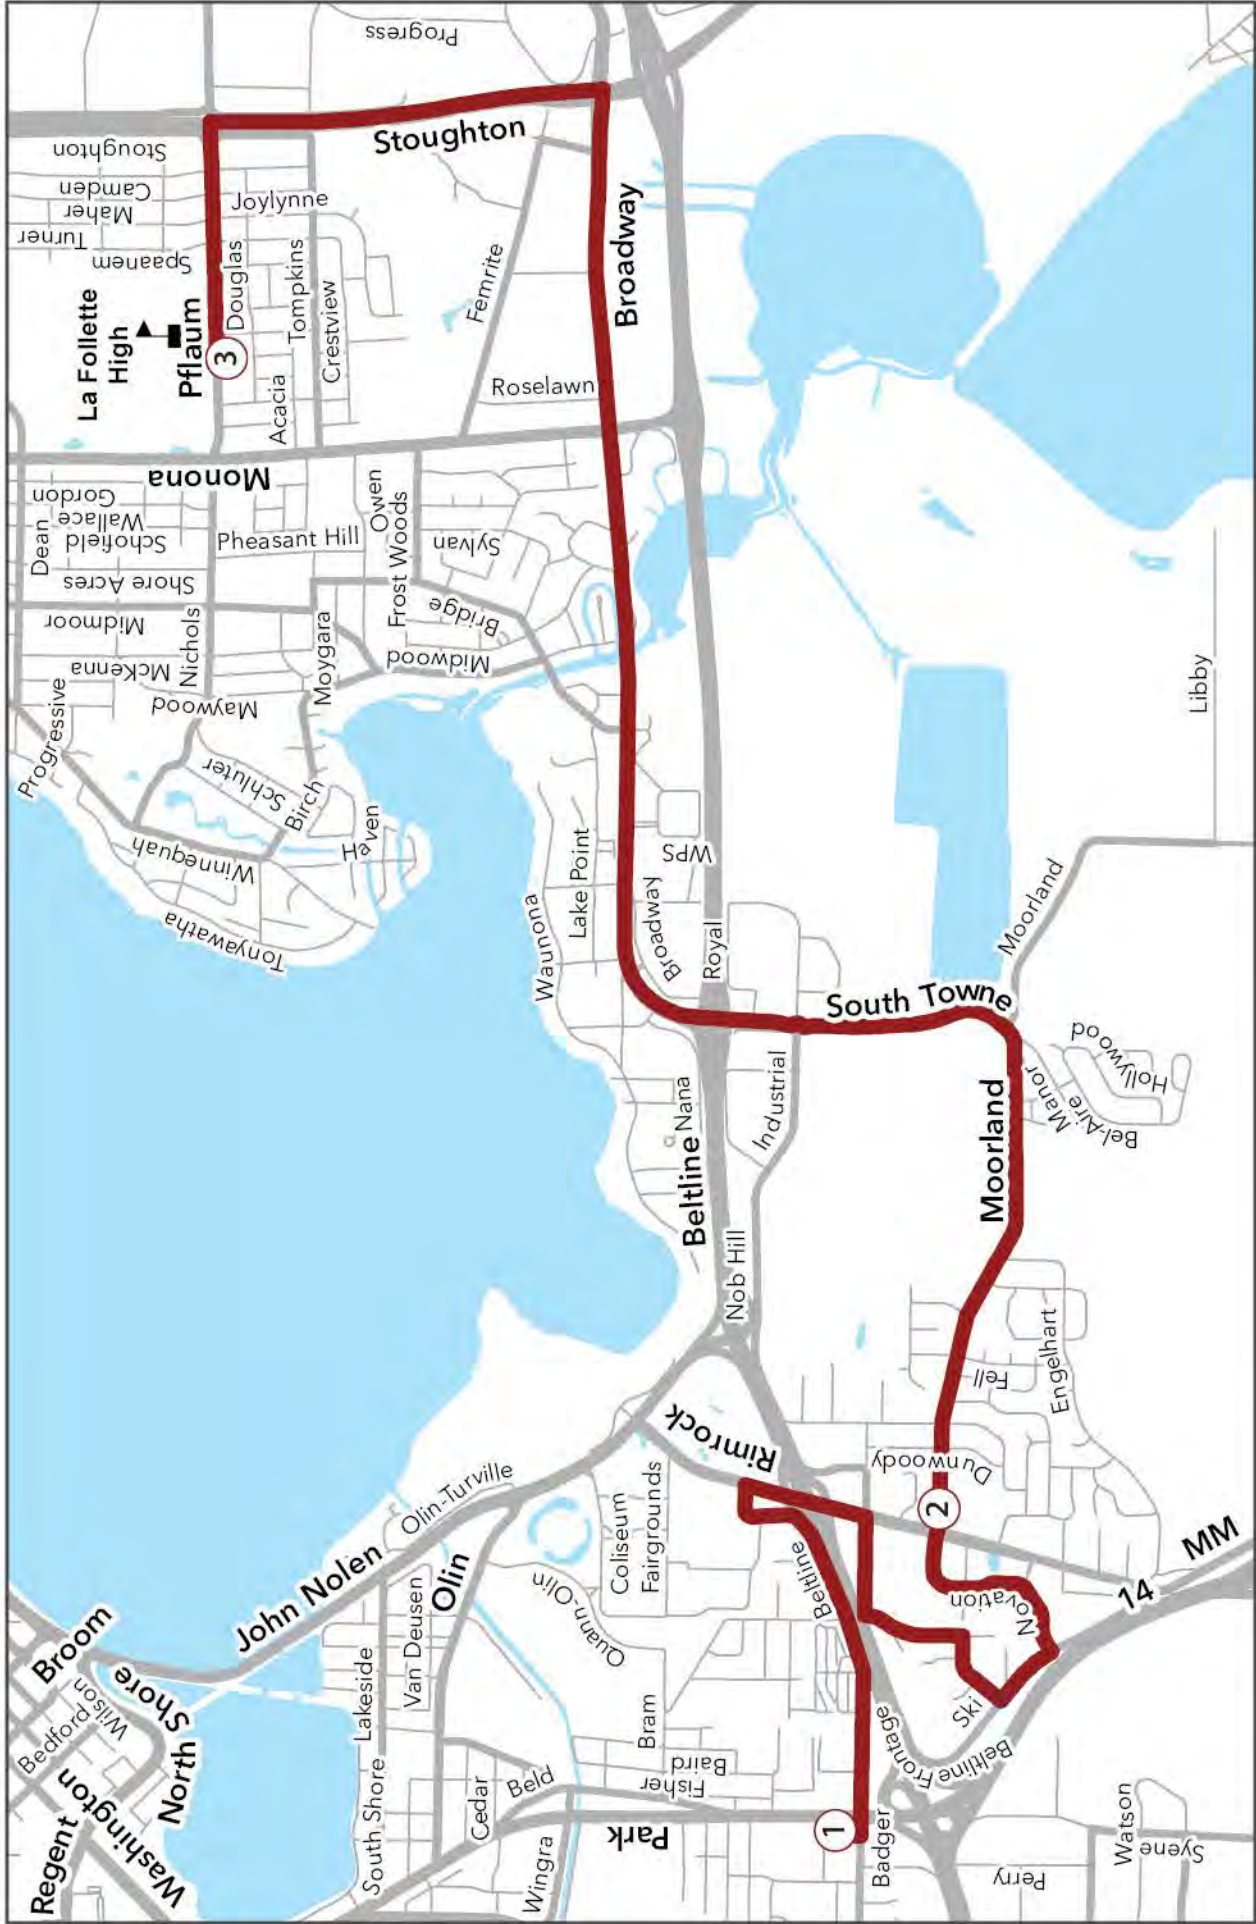 Progress
Stoughton
Stoughton
Camden
Maher
Turner
Spaanem
Joylynne
Douglas
Tompkins
Crestview
Acacia
La Follette
High
Pflaum
3
Femrite
Roselawn
Broadway
Monona
Gordon
Wallace
Schofield
Dean
Shore Acres
Midmoor
McKenna
Nichols
Pheasant Hill
Owen
Frost Woods
Sylvan
Bridge
Midwood
Moygara
Maywood
Progressive
Schluter
Birch
Winnequah
Haven
Tonyawatha
Waunona
Lake Point
WPS
Broadway
Royal
Libby
Moorland
South Towne
Hollywood
Manor
Bel-Aire
Moorland
Industrial
Nana
Beltline
Nob Hill
Engelhart
Fell
Dunwoody
Rimrock
2
Novation
MM
14
Olin-Turville
John Nolen
Olin
Van Deusen
Lakeside
South Shore
Coliseum
Fairgrounds
Quann-Olin
Beltline
Bram
Baird
Fisher
Beld
Cedar
Wingra
Park
1
Badger
Beltline Frontage
Ski
Perry
Watson
Syene
Broom
North Shore
Wilson
Bedford
Washington
Regent